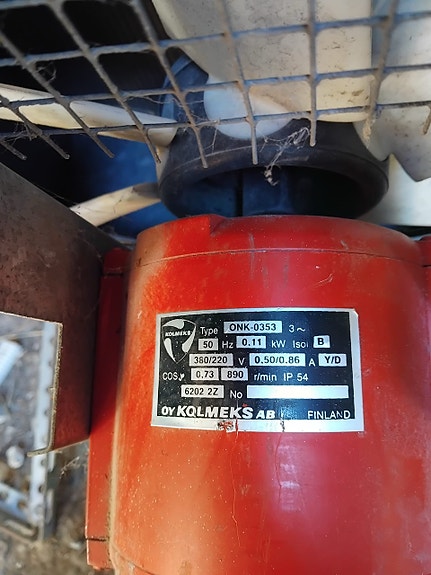 KOLMEKS
Type ONK-0353 3~
50 Hz 0.11 kW Isol B
380/220 V 0.50/0.86 A Y/D
COSφ 0.73 890 r/min IP 54
6202 2Z No
OY KOLMEKS AB FINLAND